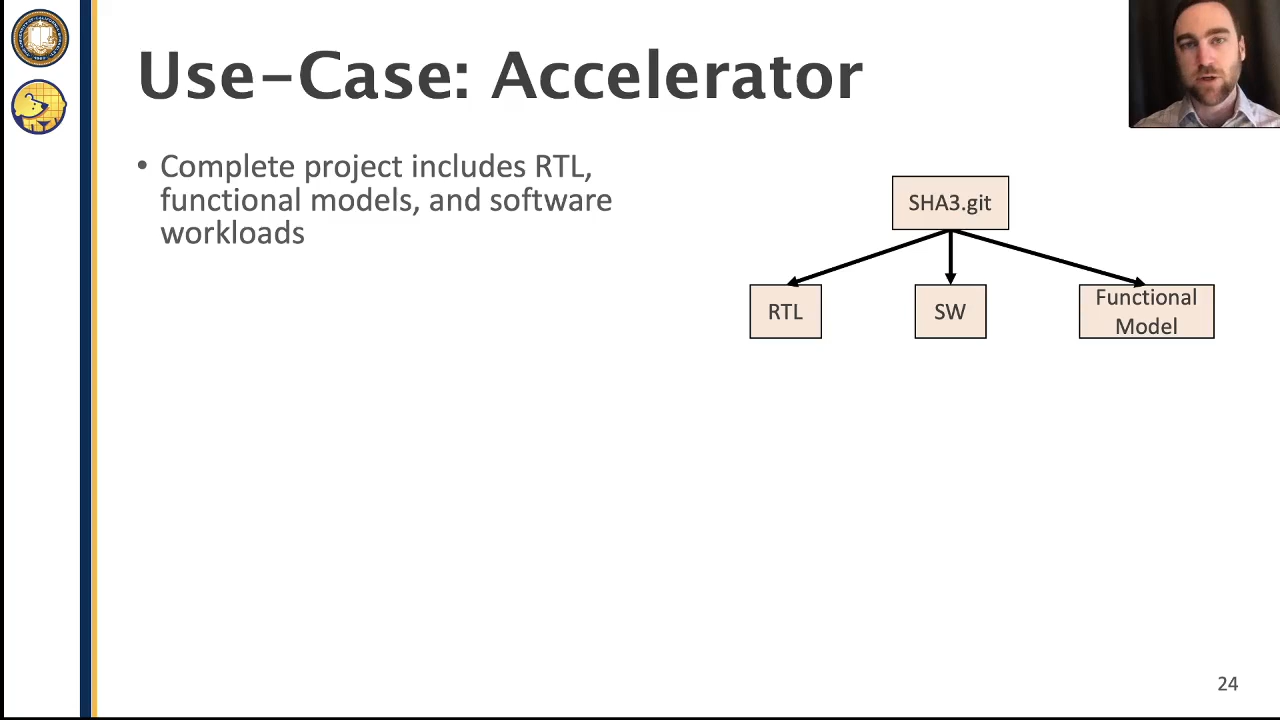 Use-Case: Accelerator
• Complete project includes RTL,
functional models, and software
workloads
SHA3.git
RTL
SW
Functional
Model
24